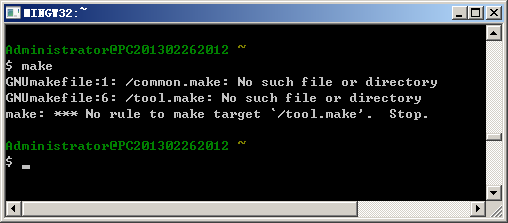 MINGW32:~
Administrator@PC201302262012 ~
$ make
GNUmakefile:1: /common.make: No such file or directory
GNUmakefile:6: /tool.make: No such file or directory
make: *** No rule to make target `/tool.make'.  Stop.
Administrator@PC201302262012 ~
$